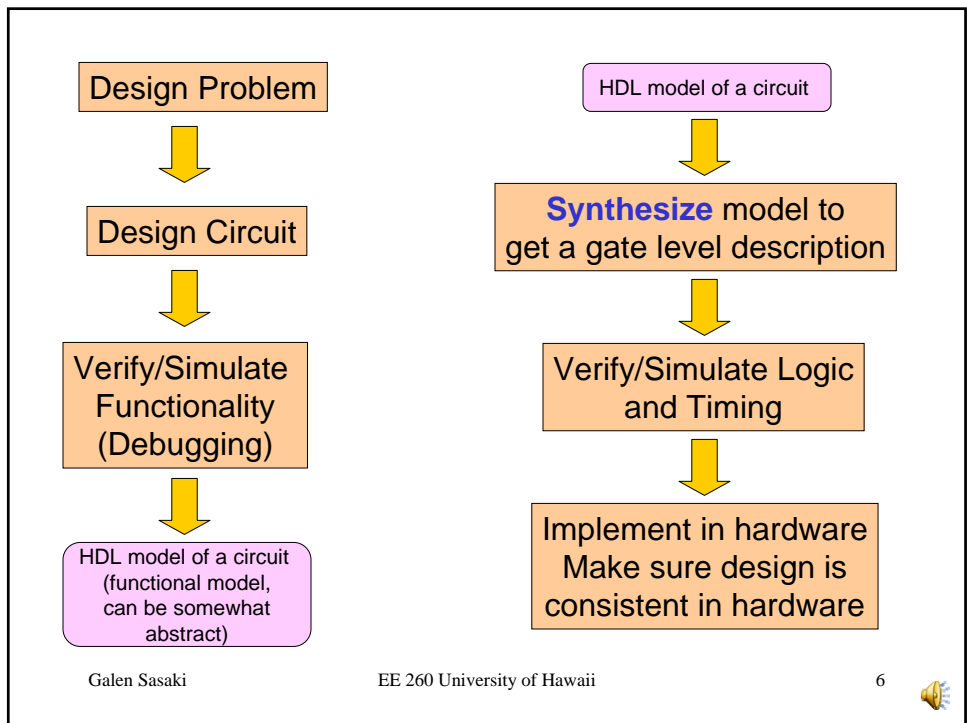 Design Problem
Design Circuit
Verify/Simulate
Functionality
(Debugging)
HDL model of a circuit
(functional model,
can be somewhat
abstract)
HDL model of a circuit
Synthesize model to
get a gate level description
Verify/Simulate Logic
and Timing
Implement in hardware
Make sure design is
consistent in hardware
Galen Sasaki
EE 260 University of Hawaii
6